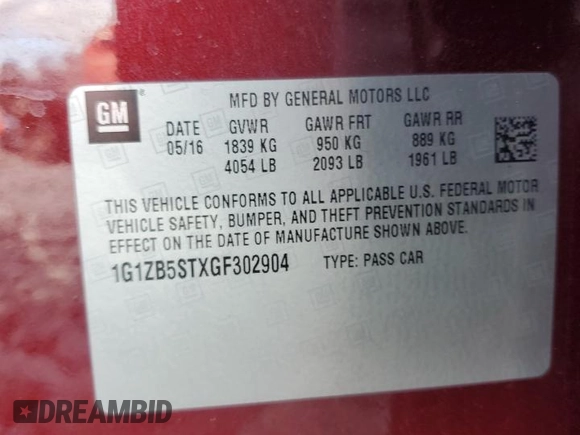 GM
MFD BY GENERAL MOTORS LLC
DATE GVWR GAWR FRT GAWR RR
05/16 1839 KG 950 KG 889 KG
4054 LB 2093 LB 1961 LB
THIS VEHICLE CONFORMS TO ALL APPLICABLE U.S. FEDERAL MOTOR
VEHICLE SAFETY, BUMPER, AND THEFT PREVENTION STANDARDS IN
EFFECT ON THE DATE OF MANUFACTURE SHOWN ABOVE.
1G1ZB5STXGF302904 TYPE: PASS CAR
DREAMBID